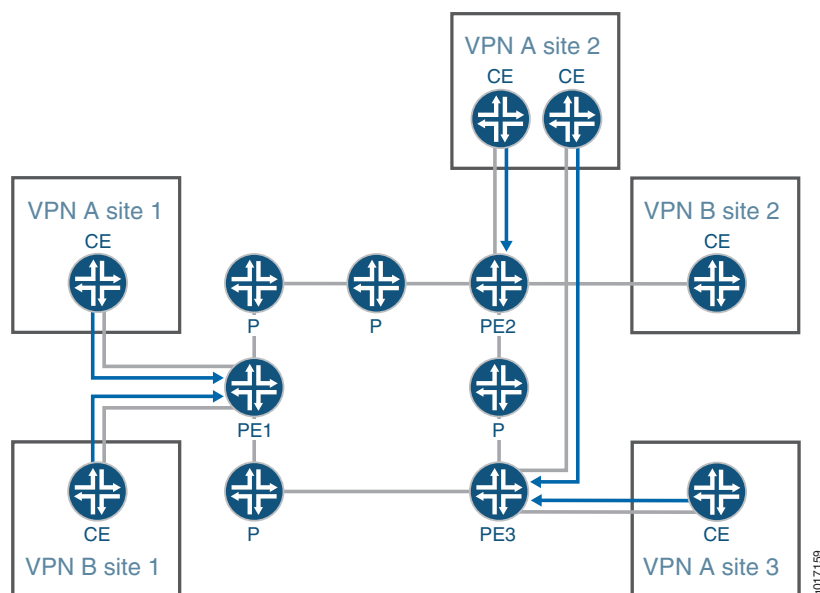 VPN A site 2
CE CE
VPN A site 1
CE
VPN B site 2
CE
P
P
PE2
PE1
P
CE
VPN B site 1
P
PE3
CE
VPN A site 3
g017159